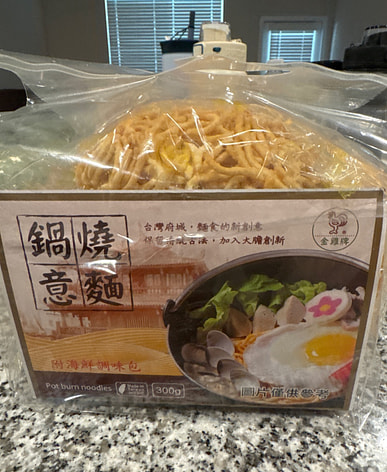 鍋燒
意麵
台灣府城，麵食的新創意
保留傳統古法，加入大膽創新
金雞牌
附海鮮調味包
Pot burn noodles
300g
圖片僅供參考